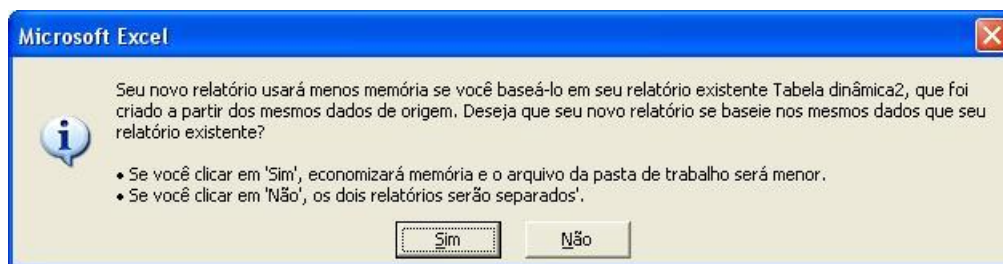 Microsoft Excel
Seu novo relatório usará menos memória se você baseá-lo em seu relatório existente Tabela dinâmica2, que foi
criado a partir dos mesmos dados de origem. Deseja que seu novo relatório se baseie nos mesmos dados que seu
relatório existente?
• Se você clicar em 'Sim', economizará memória e o arquivo da pasta de trabalho será menor.
• Se você clicar em 'Não', os dois relatórios serão separados'.
Sim
Não